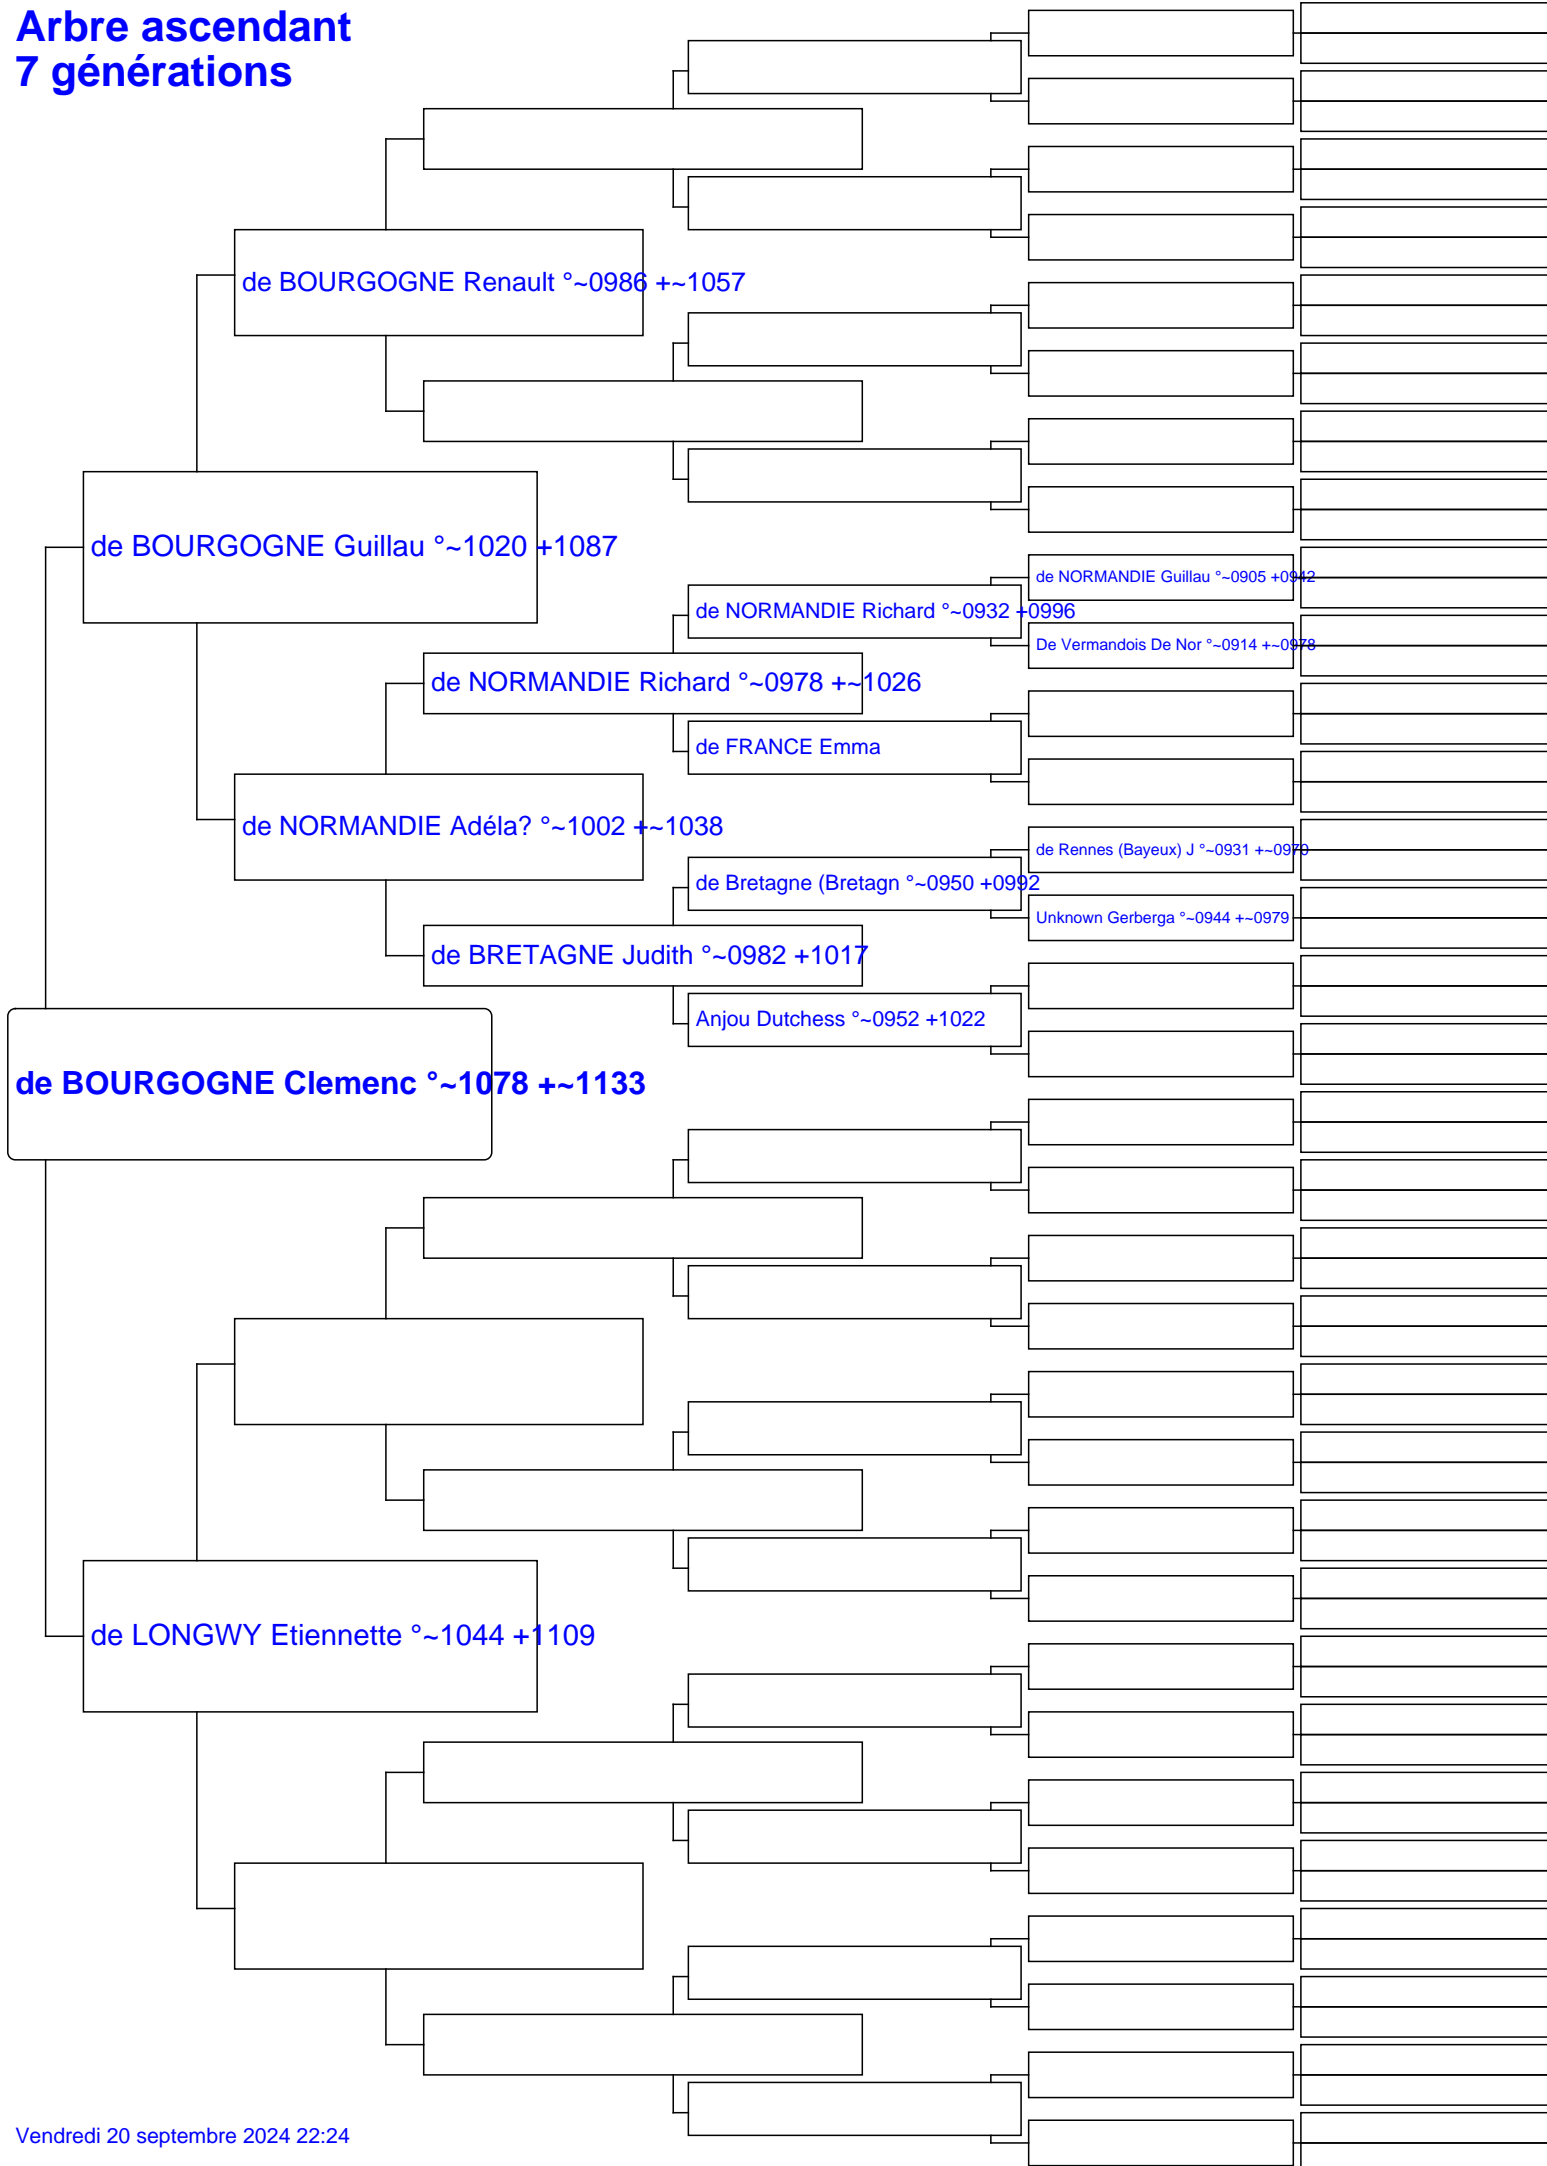 Arbre ascendant
7 générations
de BOURGOGNE Renault °~0986 +~1057
de BOURGOGNE Guillau °~1020 +1087
de NORMANDIE Guillau °~0905 +0942
de NORMANDIE Richard °~0932 +0996
De Vermandois De Nor °~0914 +~0978
de NORMANDIE Richard °~0978 +~1026
de FRANCE Emma
de NORMANDIE Adéla? °~1002 +~1038
de Rennes (Bayeux) J °~0931 +~0970
de Bretagne (Bretagn °~0950 +0992
Unknown Gerberga °~0944 +~0979
de BRETAGNE Judith °~0982 +1017
Anjou Dutchess °~0952 +1022
de BOURGOGNE Clemenc °~1078 +~1133
de LONGWY Etiennette °~1044 +1109
Vendredi 20 septembre 2024 22:24